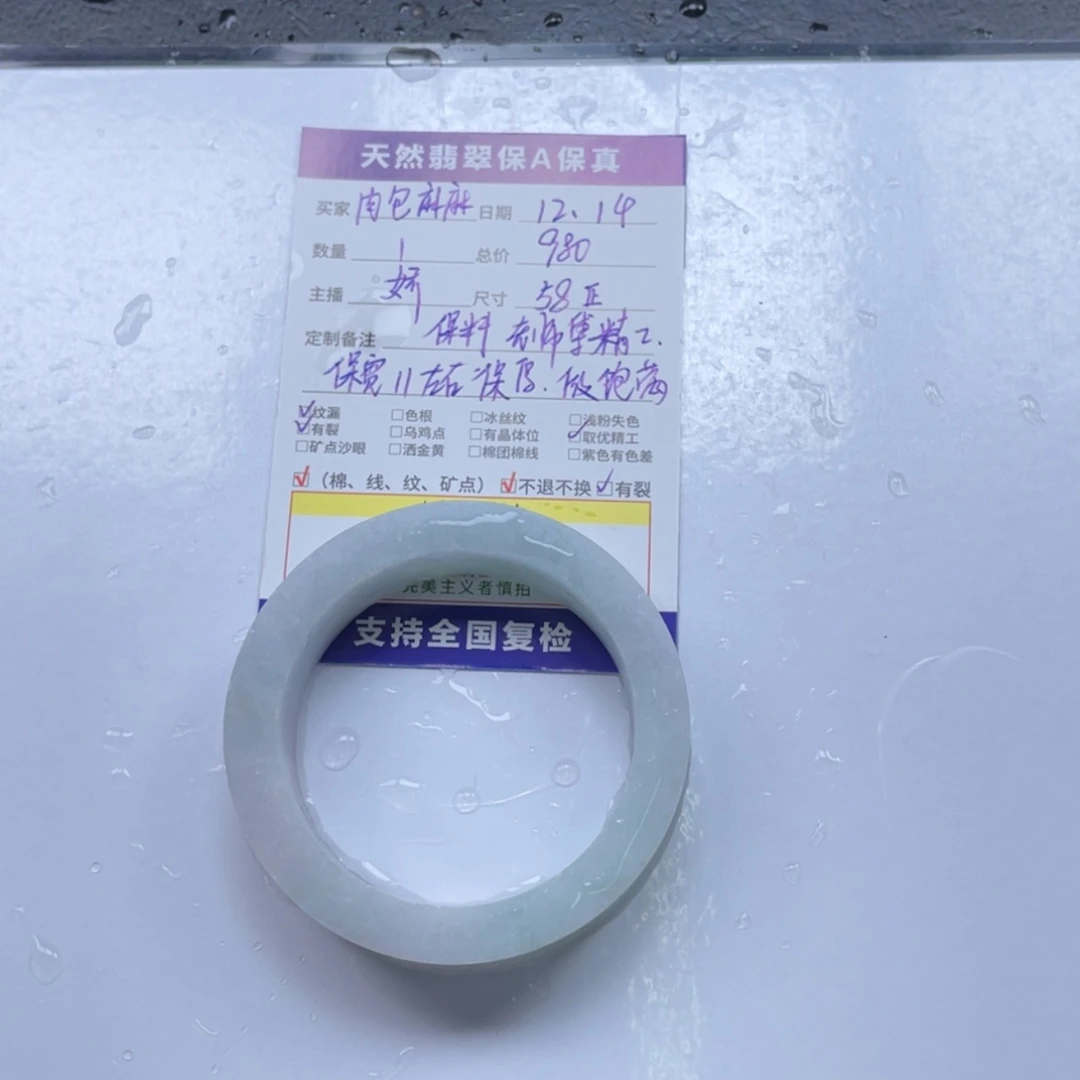 天然翡翠保A保真
买家 肉包麻麻 日期 12.14
数量 1 总价 980
主播 娇 尺寸 58正
定制备注 保料 老师傅精工.
保宽11左右 保厚.做饱满
☑纹漏 □色根 □冰丝纹 □浅粉失色
☑有裂 □乌鸡点 □有晶体位 ☑取优精工
□矿点沙眼 □洒金黄 □棉团棉线 □紫色有色差
☑（棉、线、纹、矿点）☑不退不换☑有裂
完美主义者慎拍
支持全国复检